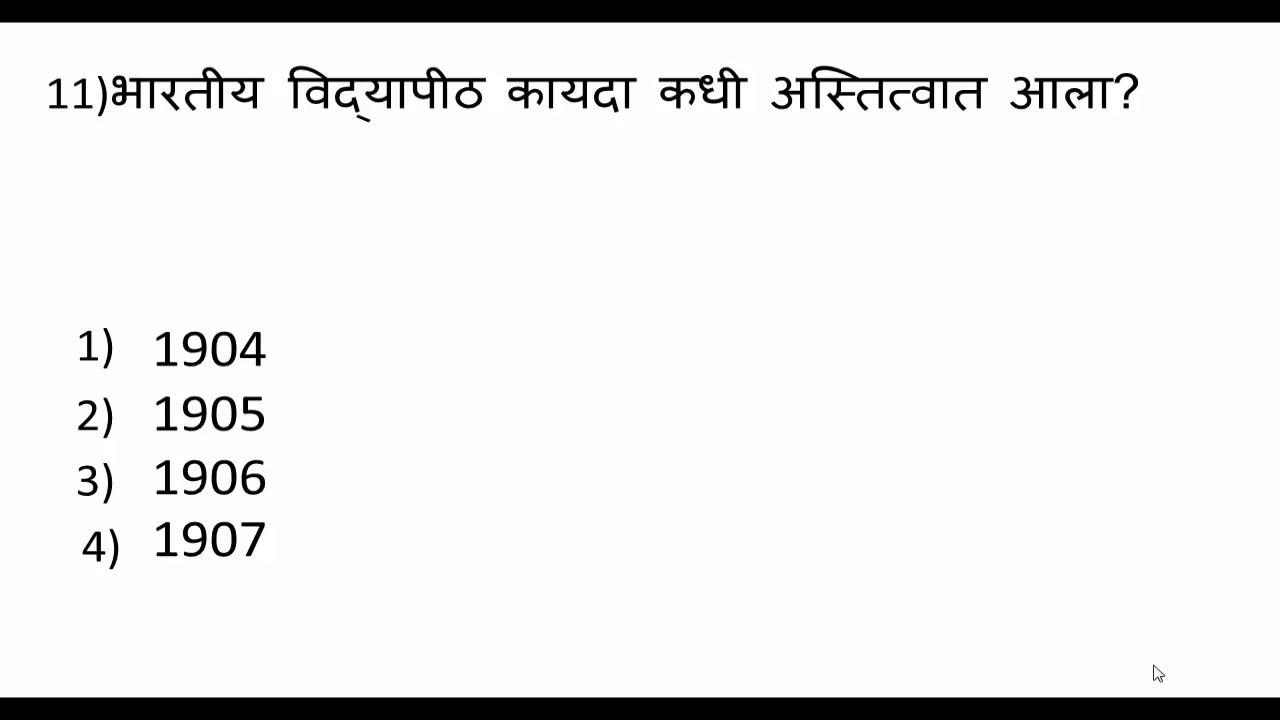 11)भारतीय विद्‌यापीठ कायदा कधी अस्तित्वात आला?
1) 1904
2) 1905
3) 1906
4) 1907